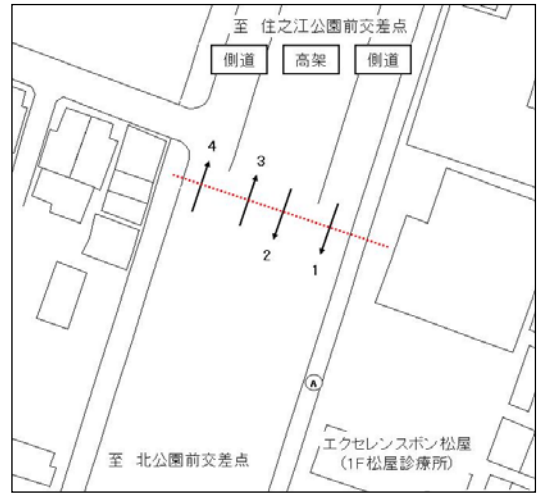 至 住之江公園前交差点
側道 高架 側道
4
3
2
1
A
エクセレンスボン松屋
(1F松屋診療所)
至 北公園前交差点